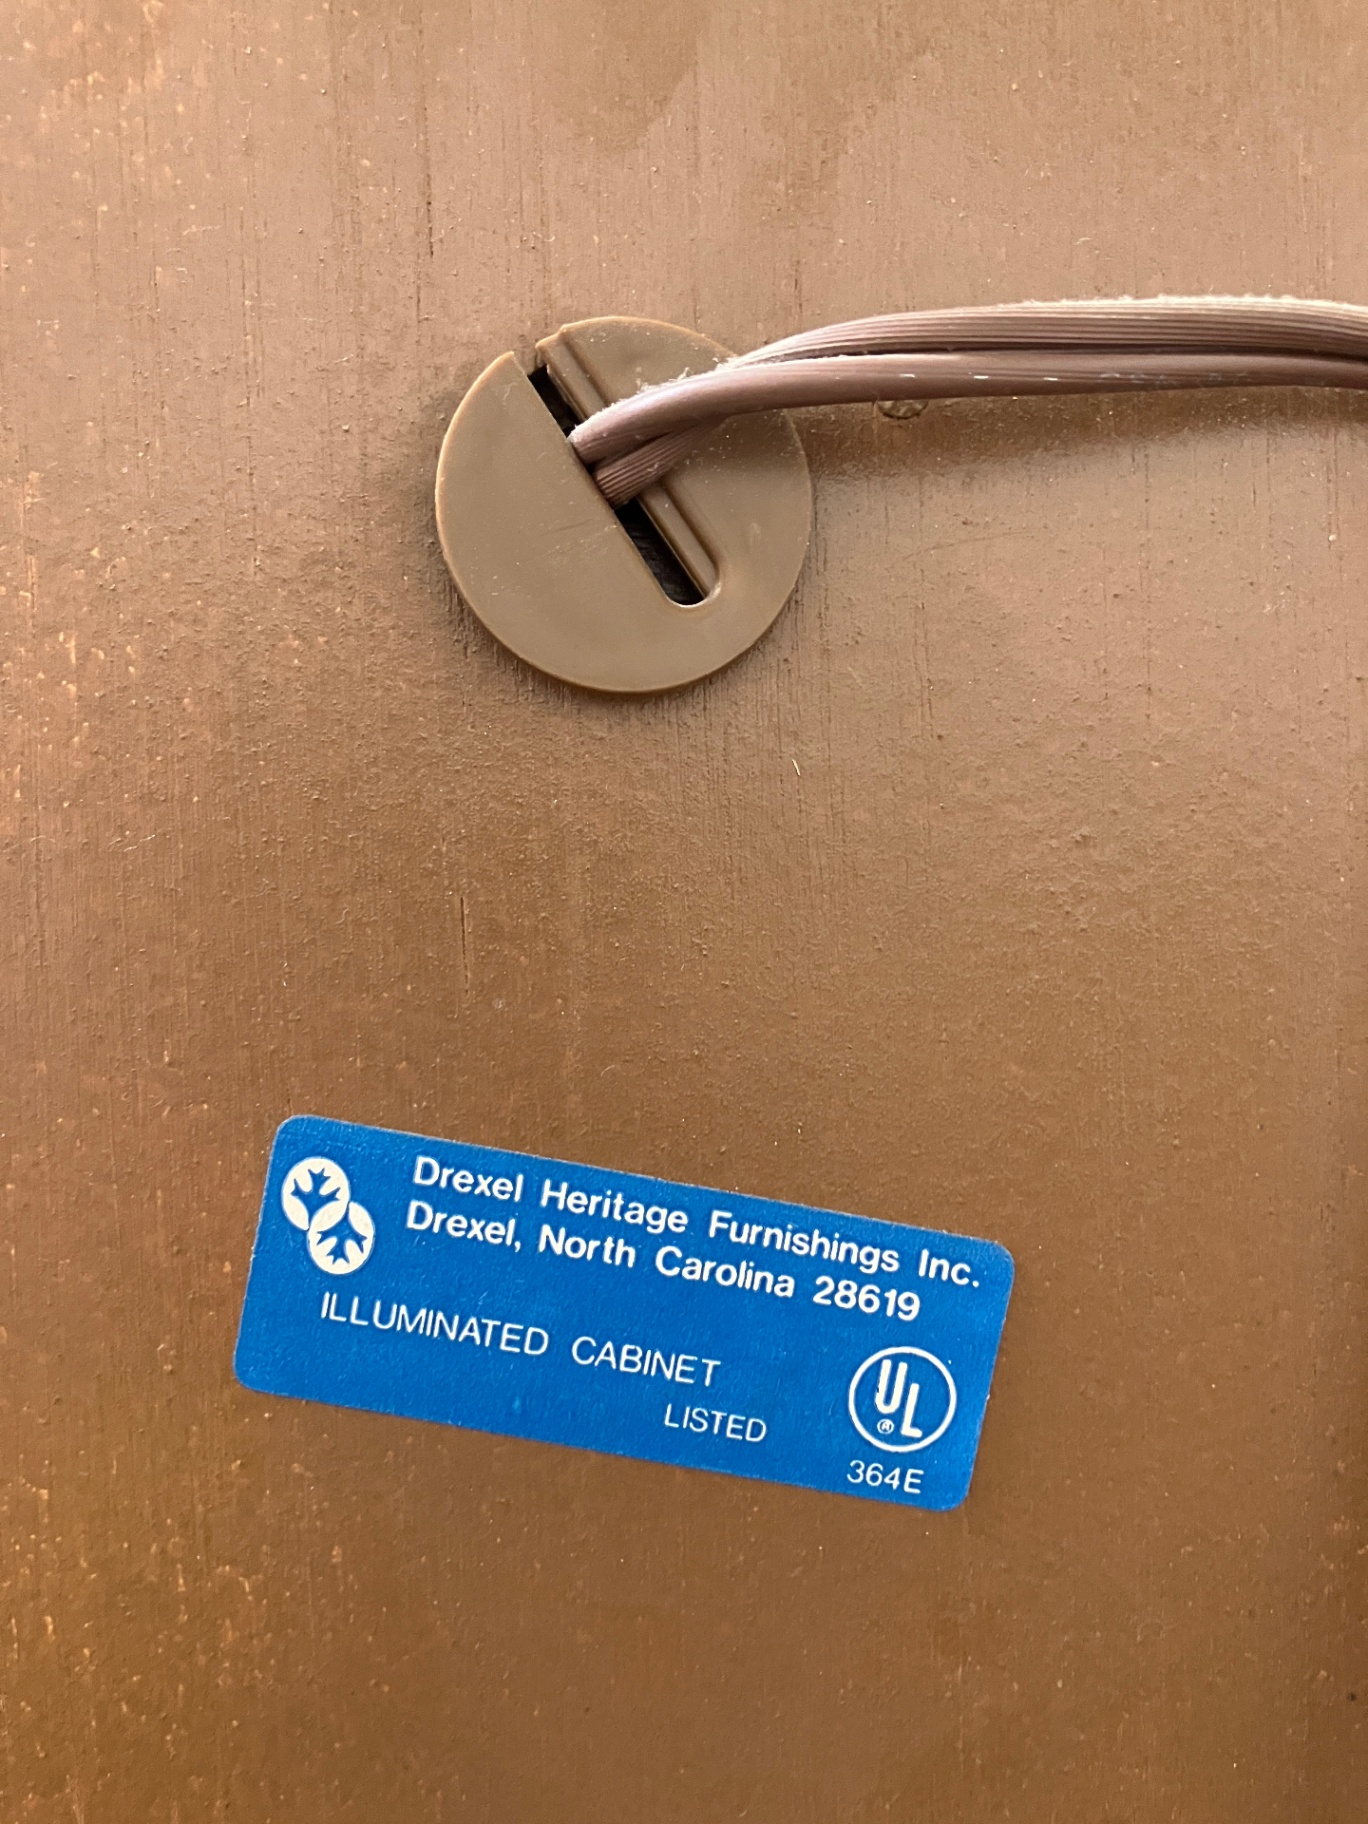 Drexel Heritage Furnishings Inc.
Drexel, North Carolina 28619
ILLUMINATED CABINET
LISTED
UL
®
364E